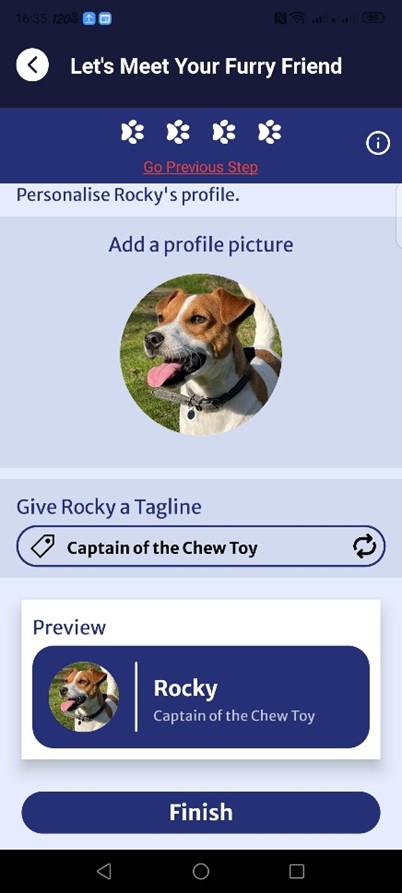 16:35
Let's Meet Your Furry Friend
Go Previous Step
Personalise Rocky's profile.
Add a profile picture
Give Rocky a Tagline
Captain of the Chew Toy
Preview
Rocky
Captain of the Chew Toy
Finish